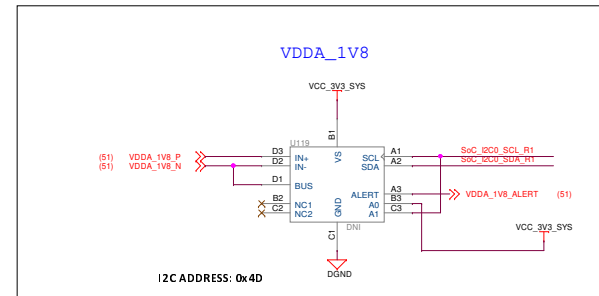 VDDA_1V8
VCC_3V3_SYS
U119
B1
VS
(51) VDDA_1V8_P D3 IN+ SCL A1 SoC_I2C0_SCL_R1
(51) VDDA_1V8_N D2 IN- SDA A2 SoC_I2C0_SDA_R1
D1 BUS
ALERT A3 VDDA_1V8_ALERT (51)
B2 NC1 A0 B3
C2 NC2 A1 C3
GND
C1
DNI
VCC_3V3_SYS
DGND
I2C ADDRESS: 0x4D